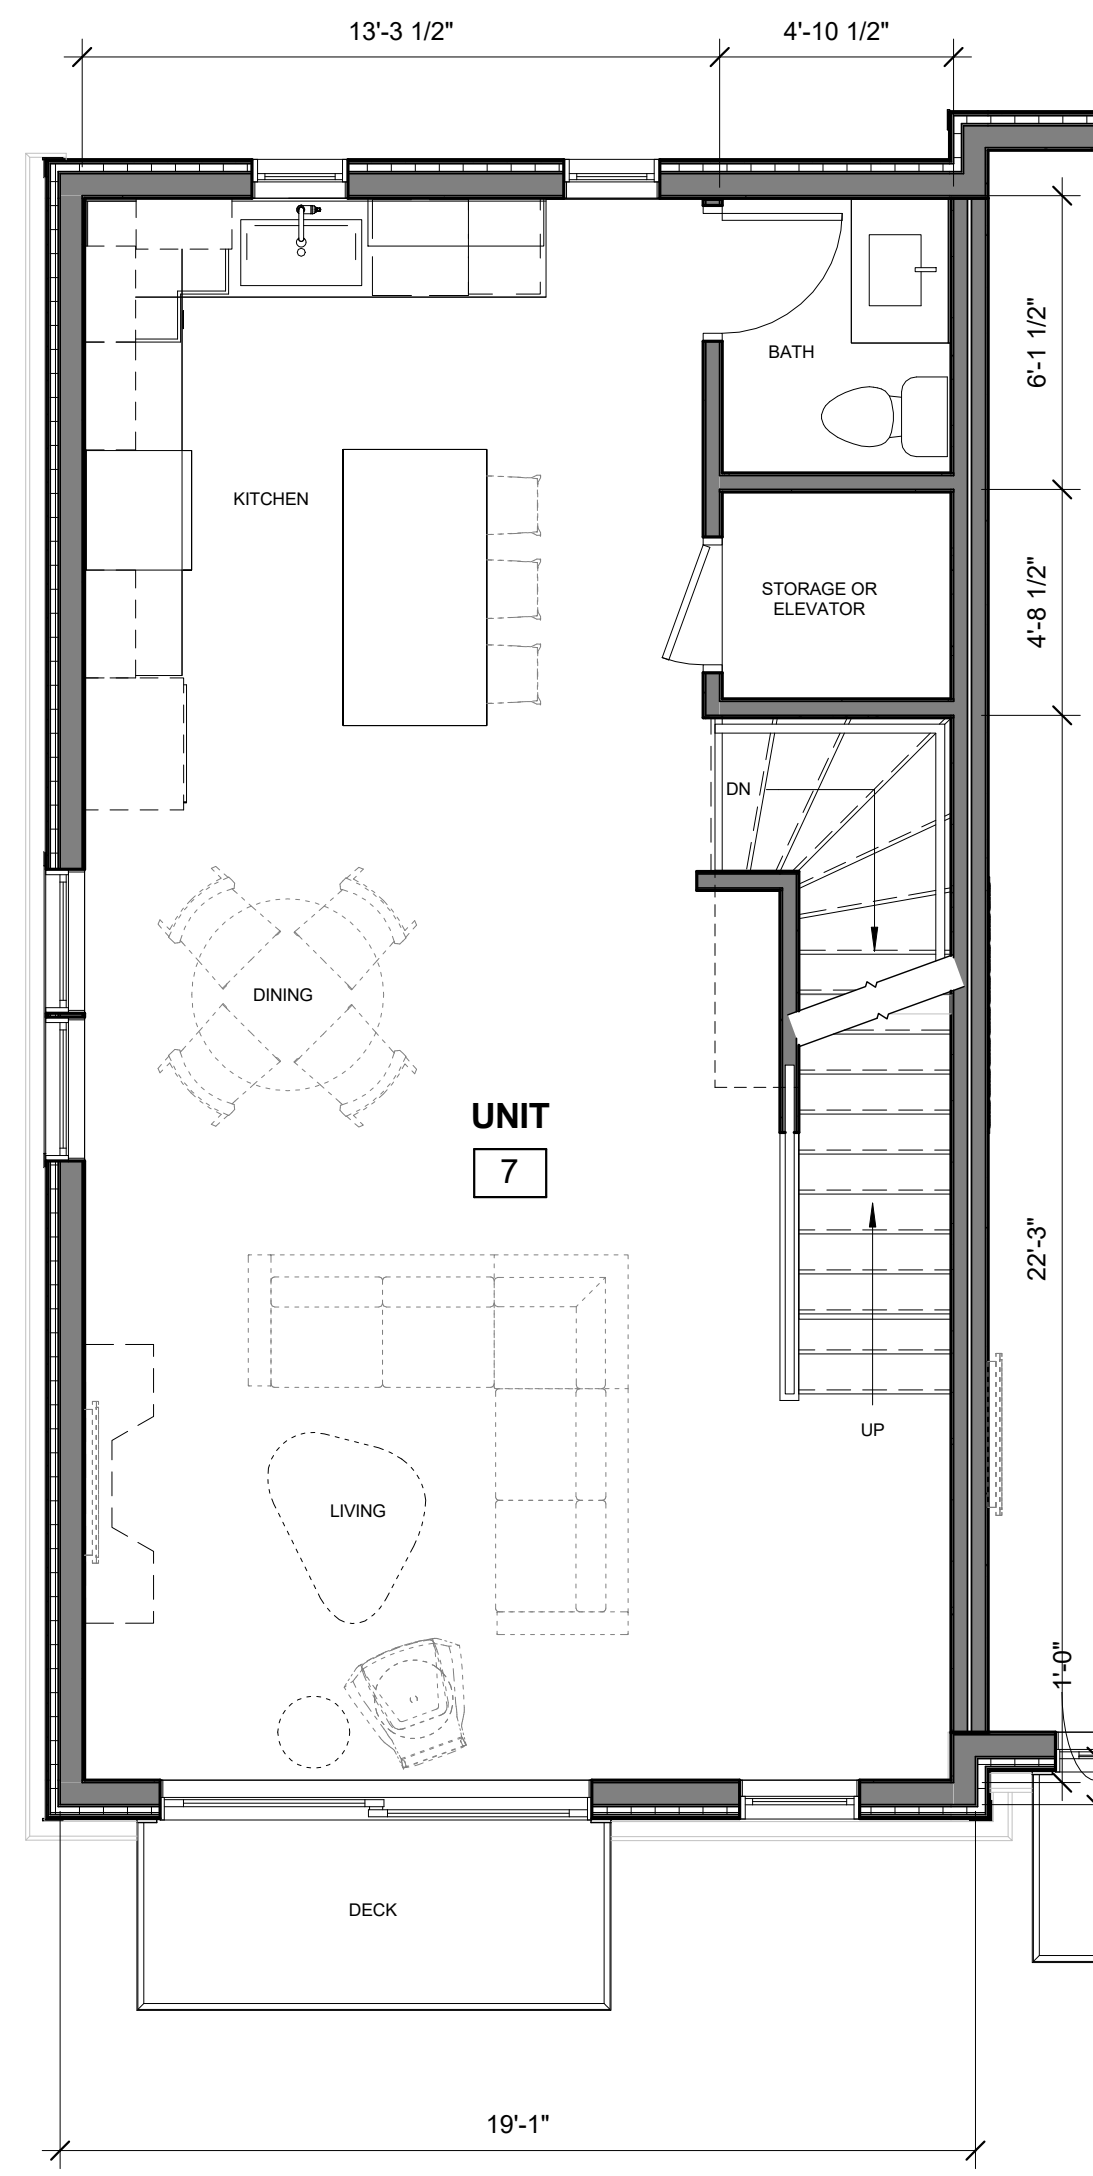 13'-3 1/2"
4'-10 1/2"
6'-1 1/2"
BATH
KITCHEN
STORAGE OR
ELEVATOR
4'-8 1/2"
DN
DINING
UNIT
7
22'-3"
UP
LIVING
1'-0"
DECK
19'-1"